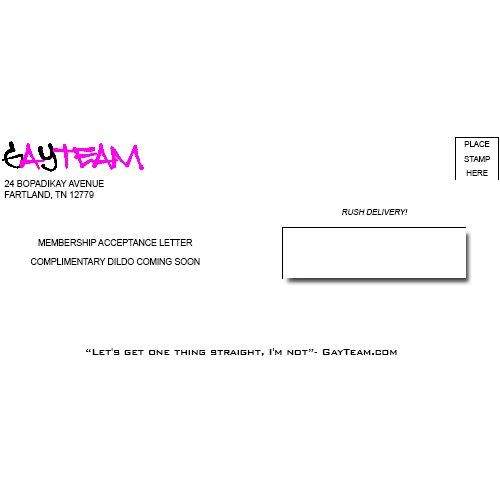 GAYTEAM
24 BOPADIKAY AVENUE
FARTLAND, TN 12779
PLACE
STAMP
HERE
RUSH DELIVERY!
MEMBERSHIP ACCEPTANCE LETTER
COMPLIMENTARY DILDO COMING SOON
“Let's get one thing straight, I'm not”- GayTeam.com